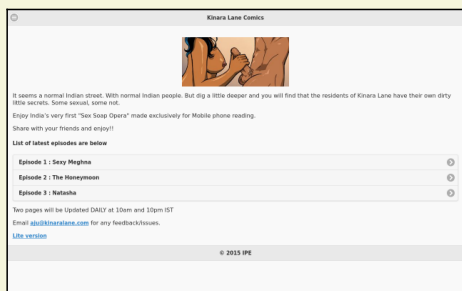 Kinara Lane Comics
It seems a normal Indian street. With normal Indian people. But dig a little deeper and you will find that the residents of Kinara Lane have their own dirty
little secrets. Some sexual, some not.
Enjoy India's very first "Sex Soap Opera" made exclusively for Mobile phone reading.
Share with your friends and enjoy!!
List of latest episodes are below
Episode 1 : Sexy Meghna
Episode 2 : The Honeymoon
Episode 3 : Natasha
Two pages will be Updated DAILY at 10am and 10pm IST
Email aju@kinaralane.com for any feedback/issues.
Lite version
© 2015 IPE